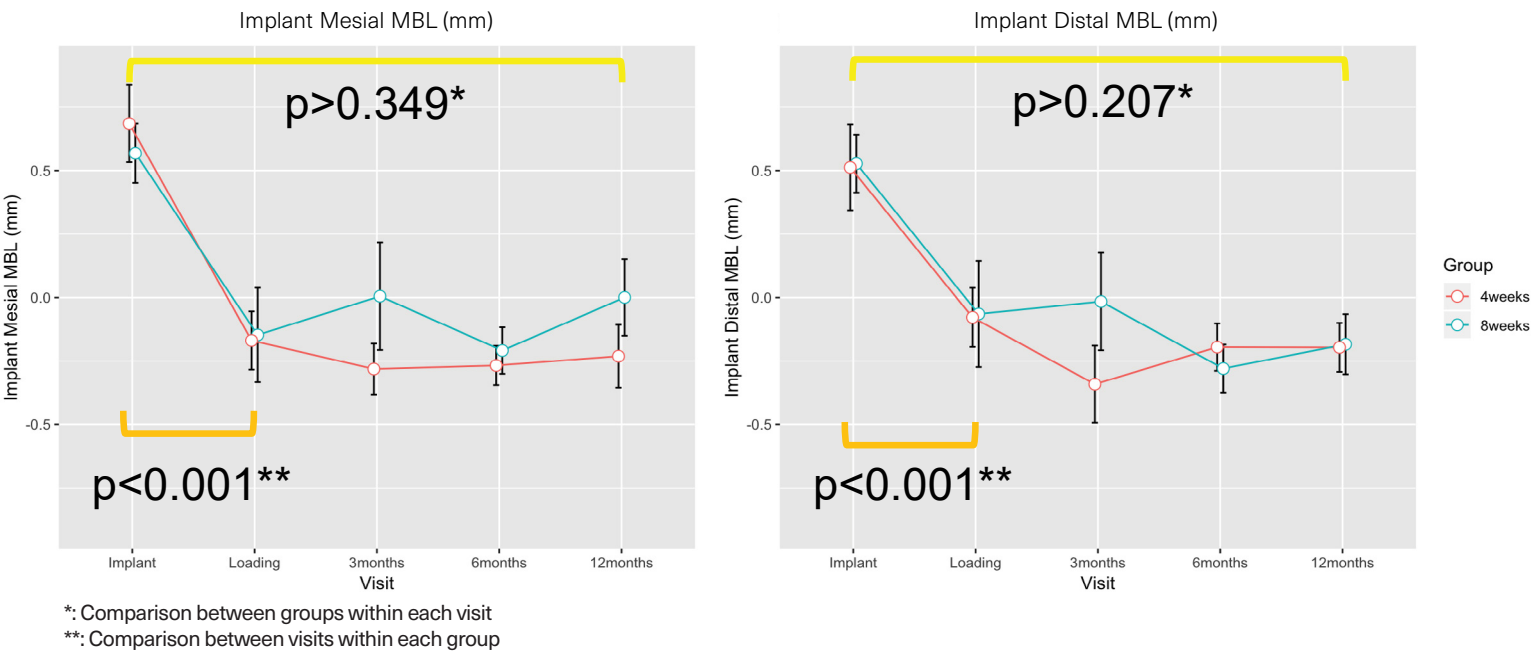 Implant Mesial MBL (mm)
p>0.349*
Implant Mesial MBL (mm)
0.5
0.0
-0.5
p<0.001**
Implant
Loading
3months
6months
12months
Visit
Implant Distal MBL (mm)
p>0.207*
Implant Distal MBL (mm)
0.5
0.0
-0.5
p<0.001**
Implant
Loading
3months
6months
12months
Visit
Group
4weeks
8weeks
*: Comparison between groups within each visit
**: Comparison between visits within each group